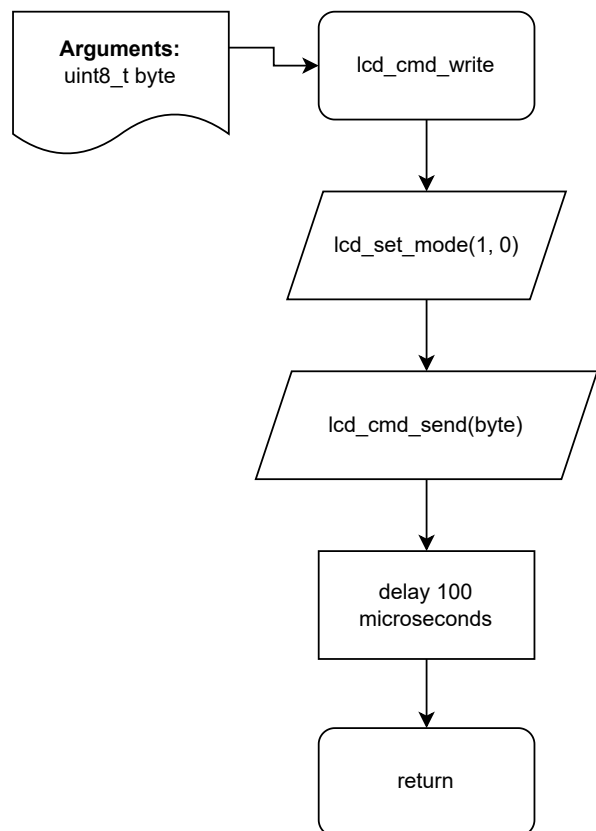 Arguments:
uint8_t byte
lcd_cmd_write
lcd_set_mode(1, 0)
lcd_cmd_send(byte)
delay 100
microseconds
return